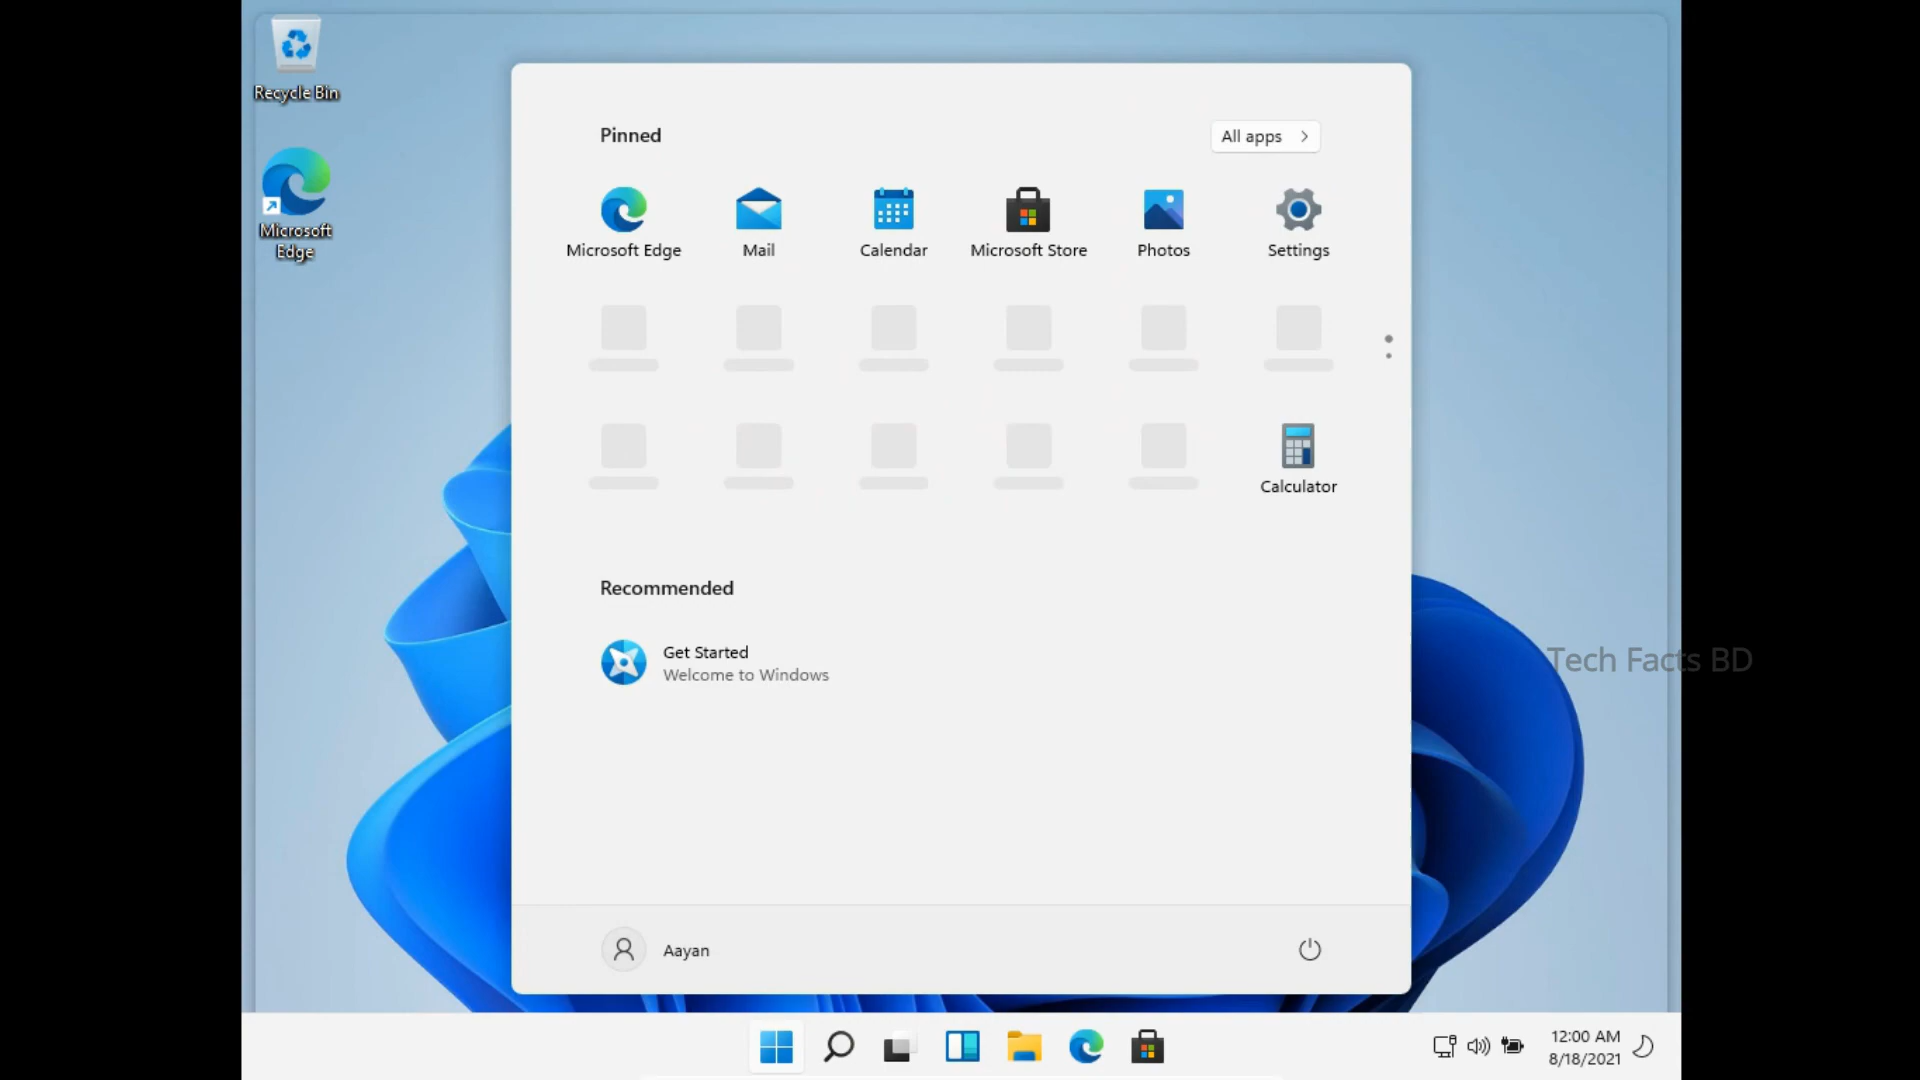 Recycle Bin
Microsoft
Edge
Pinned
All apps
Microsoft Edge
Mail
Calendar
Microsoft Store
Photos
Settings
Calculator
Recommended
Get Started
Welcome to Windows
Tech Facts BD
Aayan
12:00 AM
8/18/2021